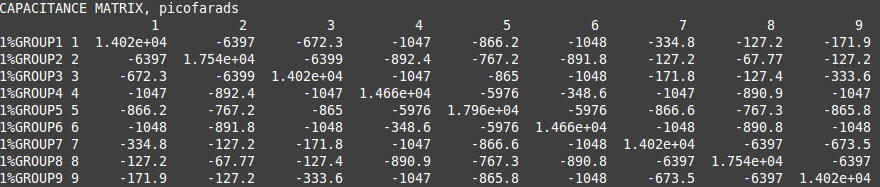 CAPACITANCE MATRIX, picofarads
1 2 3 4 5 6 7 8 9
1%GROUP1 1 1.402e+04 -6397 -672.3 -1047 -866.2 -1048 -334.8 -127.2 -171.9
1%GROUP2 2 -6397 1.754e+04 -6399 -892.4 -767.2 -891.8 -127.2 -67.77 -127.2
1%GROUP3 3 -672.3 -6399 1.402e+04 -1047 -865 -1048 -171.8 -127.4 -333.6
1%GROUP4 4 -1047 -892.4 -1047 1.466e+04 -5976 -348.6 -1047 -890.9 -1047
1%GROUP5 5 -866.2 -767.2 -865 -5976 1.796e+04 -5976 -866.6 -767.3 -865.8
1%GROUP6 6 -1048 -891.8 -1048 -348.6 -5976 1.466e+04 -1048 -890.8 -1048
1%GROUP7 7 -334.8 -127.2 -171.8 -1047 -866.6 -1048 1.402e+04 -6397 -673.5
1%GROUP8 8 -127.2 -67.77 -127.4 -890.9 -767.3 -890.8 -6397 1.754e+04 -6397
1%GROUP9 9 -171.9 -127.2 -333.6 -1047 -865.8 -1048 -673.5 -6397 1.402e+04